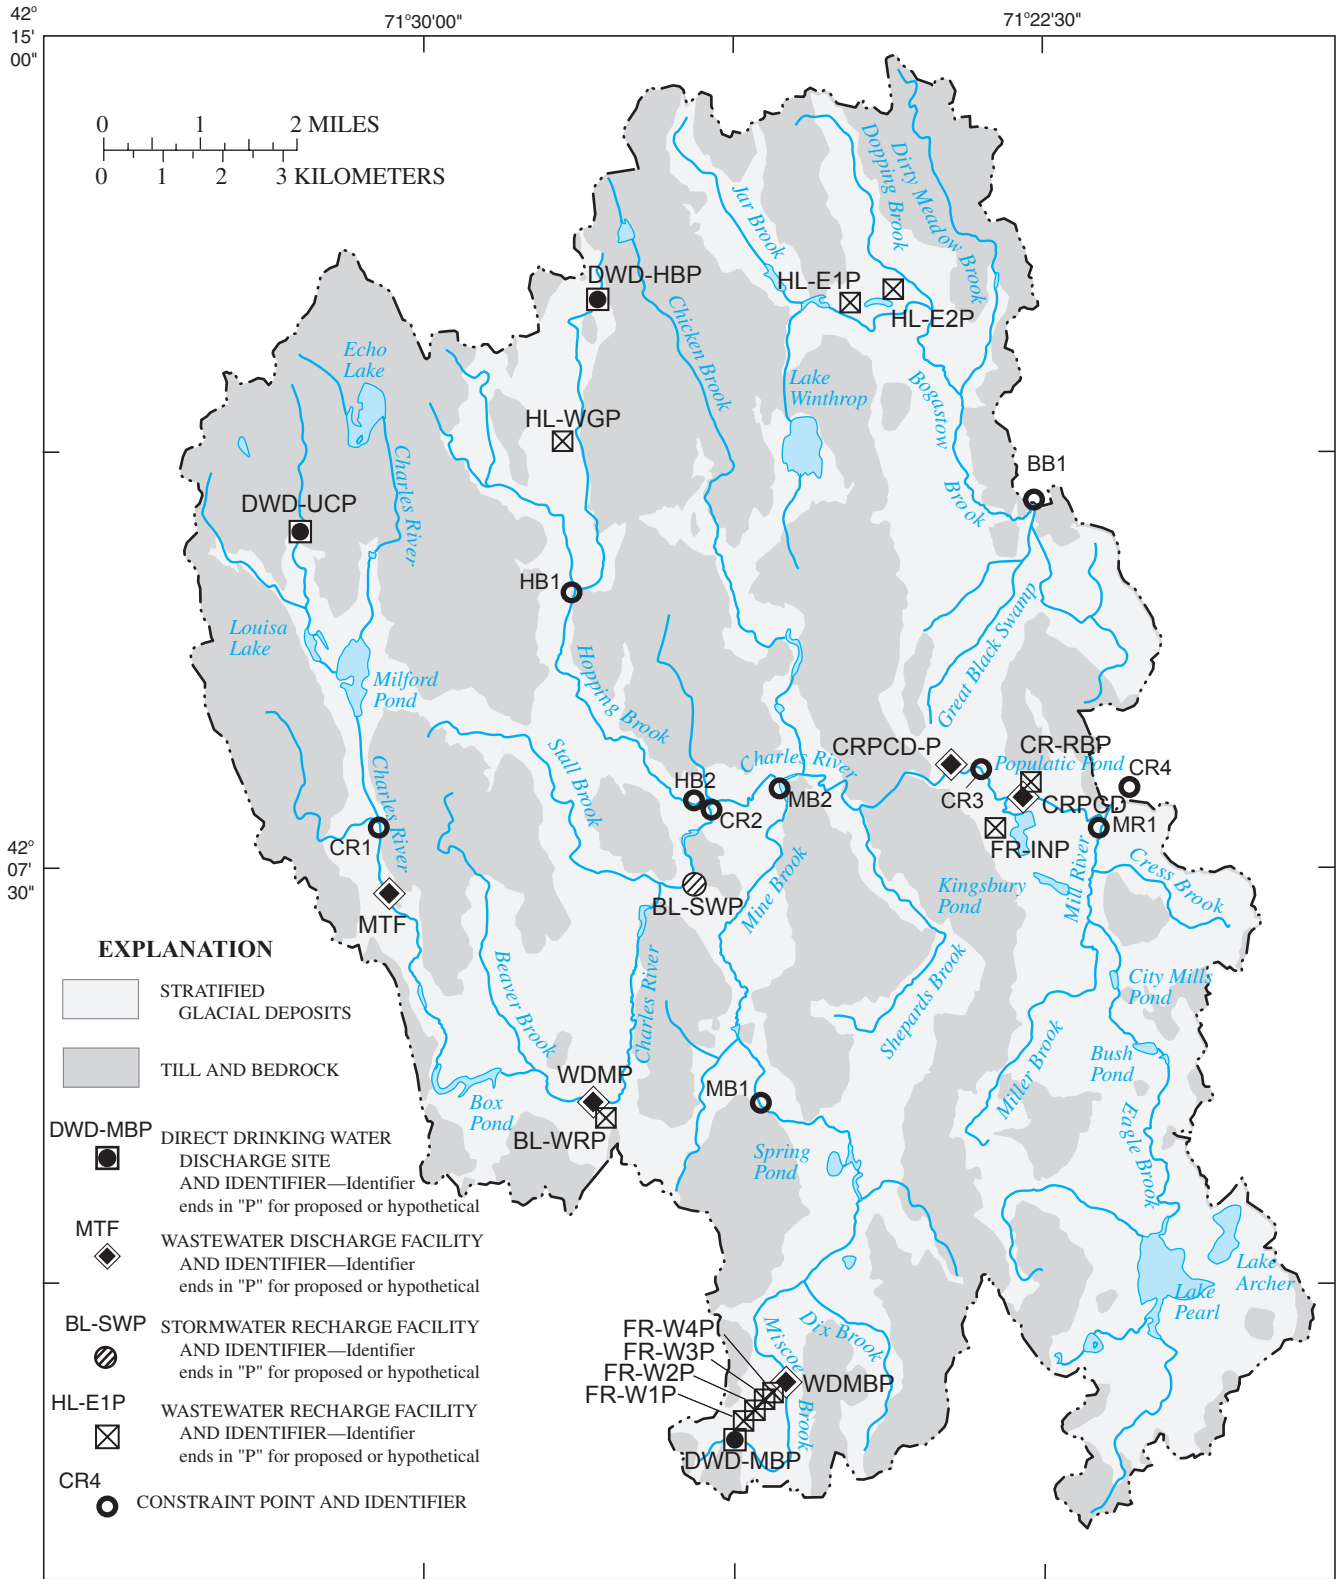 42°
15'
00"
71°30'00"
71°22'30"
0 1 2 MILES
0 1 2 3 KILOMETERS
Jar Brook
Dopping Brook
Dirty Meadow Brook
DWD-HBP
HL-E1P
HL-E2P
Chicken Brook
Echo
Lake
Lake
Winthrop
Bogastow
Brook
HL-WGP
Charles River
BB1
DWD-UCP
HB1
Louisa
Lake
Milford
Pond
Hopping Brook
Great Black Swamp
Stall Brook
Charles River
CRPCD-P
CR-RBP
Populatic Pond
CR4
HB2
MB2
CR3
CRPCD
CR2
MR1
Charles River
CR1
FR-INP
42°
07'
30"
Mine Brook
Kingsbury
Pond
Mill River
Cress Brook
MTF
BL-SWP
Beaver Brook
Charles River
Shepards Brook
City Mills
Pond
Miller Brook
Bush
Pond
WDMP
MB1
Box
Pond
BL-WRP
Spring
Pond
Eagle Brook
Lake
Archer
Lake
Pearl
FR-W4P
FR-W3P
FR-W2P
FR-W1P
Miscoe
Brook
Dix Brook
WDMBP
DWD-MBP
EXPLANATION
STRATIFIED
GLACIAL DEPOSITS
TILL AND BEDROCK
DWD-MBP
DIRECT DRINKING WATER
DISCHARGE SITE
AND IDENTIFIER—Identifier
ends in "P" for proposed or hypothetical
MTF
WASTEWATER DISCHARGE FACILITY
AND IDENTIFIER—Identifier
ends in "P" for proposed or hypothetical
BL-SWP
STORMWATER RECHARGE FACILITY
AND IDENTIFIER—Identifier
ends in "P" for proposed or hypothetical
HL-E1P
WASTEWATER RECHARGE FACILITY
AND IDENTIFIER—Identifier
ends in "P" for proposed or hypothetical
CR4
CONSTRAINT POINT AND IDENTIFIER